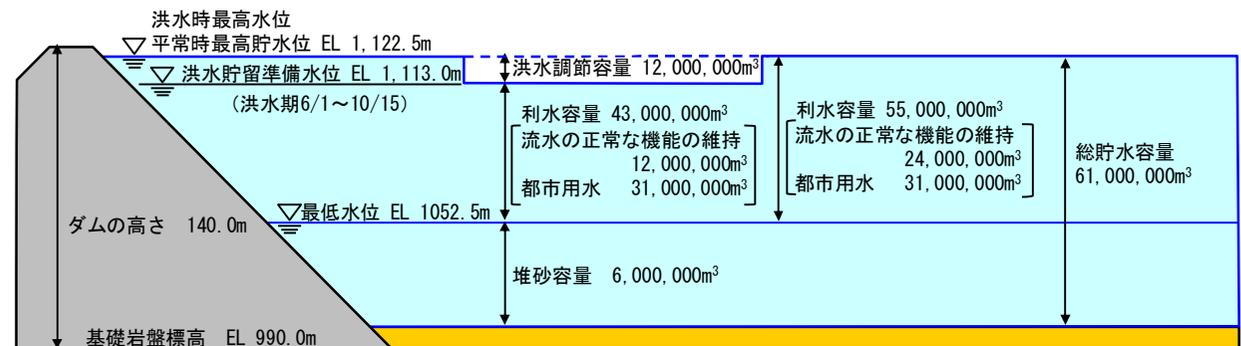 洪水時最高水位
平常時最高貯水位 EL 1,122.5m
洪水貯留準備水位 EL 1,113.0m
(洪水期6/1～10/15)
洪水調節容量 12,000,000m³
利水容量 43,000,000m³
流水の正常な機能の維持
12,000,000m³
都市用水 31,000,000m³
利水容量 55,000,000m³
流水の正常な機能の維持
24,000,000m³
都市用水 31,000,000m³
総貯水容量
61,000,000m³
最低水位 EL 1052.5m
ダムの高さ 140.0m
堆砂容量 6,000,000m³
基礎岩盤標高 EL 990.0m